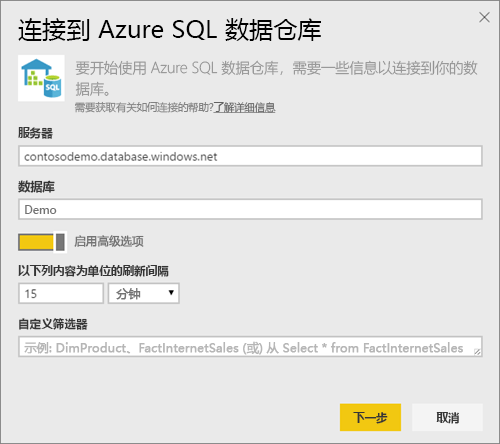 连接到 Azure SQL 数据仓库
SQL
要开始使用 Azure SQL 数据仓库，需要一些信息以连接到你的数
据库。
需要获取有关如何连接的帮助?了解详细信息
服务器
contosodemo.database.windows.net
数据库
Demo
启用高级选项
以下列内容为单位的刷新间隔
15 分钟
自定义筛选器
示例: DimProduct、FactInternetSales (或) 从 Select * from FactInternetSales
下一步 取消